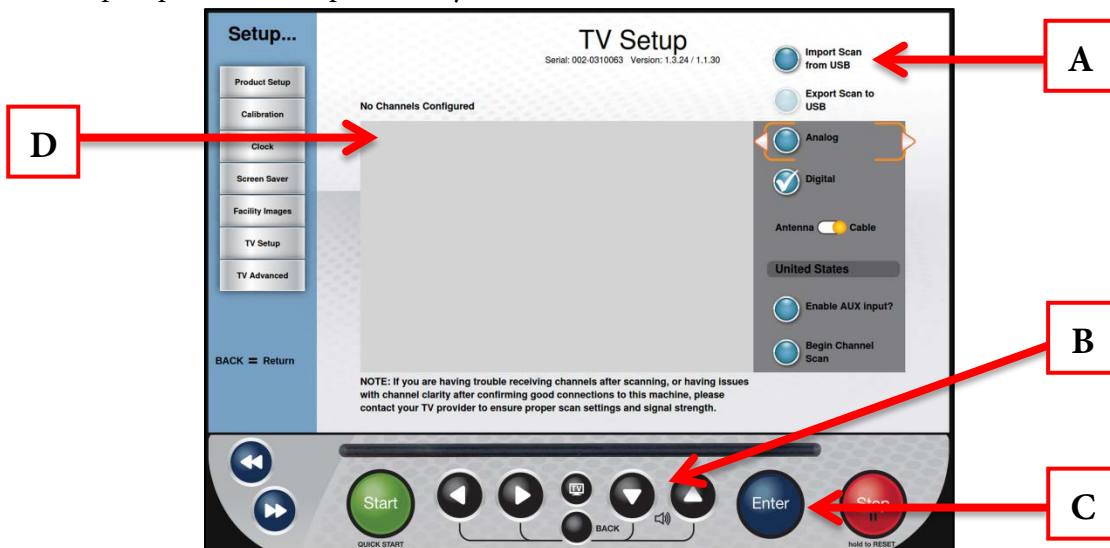 Setup...
Product Setup
Calibration
Clock
Screen Saver
Facility Images
TV Setup
TV Advanced
BACK = Return
TV Setup
Serial: 002-0310063 Version: 1.3.24 / 1.1.30
No Channels Configured
Import Scan
from USB
Export Scan to
USB
Analog
Digital
Antenna Cable
United States
Enable AUX input?
Begin Channel
Scan
NOTE: If you are having trouble receiving channels after scanning, or having issues
with channel clarity after confirming good connections to this machine, please
contact your TV provider to ensure proper scan settings and signal strength.
Start
QUICK START
TV
BACK
Enter
Stop
hold to RESET
A
B
C
D